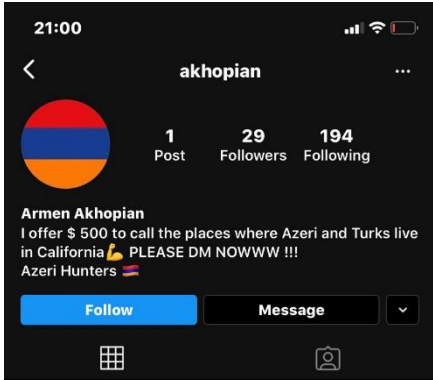 21:00
akhopian
1 29 194
Post Followers Following
Armen Akhopian
I offer $ 500 to call the places where Azeri and Turks live
in California💪 PLEASE DM NOWWW !!!
Azeri Hunters 🇦🇲
Follow Message